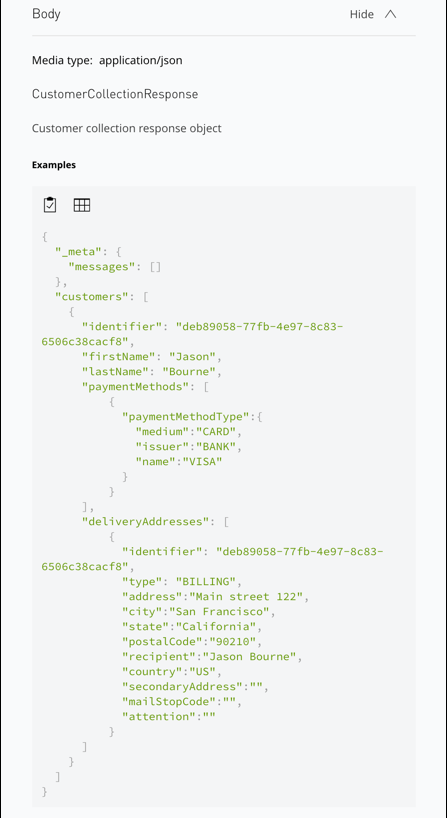 Body Hide
Media type: application/json
CustomerCollectionResponse
Customer collection response object
Examples
{
"_meta": {
"messages": []
},
"customers": [
{
"identifier": "deb89058-77fb-4e97-8c83-
6506c38cacf8",
"firstName": "Jason",
"lastName": "Bourne",
"paymentMethods": [
{
"paymentMethodType":{
"medium":"CARD",
"issuer":"BANK",
"name":"VISA"
}
}
],
"deliveryAddresses": [
{
"identifier": "deb89058-77fb-4e97-8c83-
6506c38cacf8",
"type": "BILLING",
"address":"Main street 122",
"city":"San Francisco",
"state":"California",
"postalCode":"90210",
"recipient":"Jason Bourne",
"country":"US",
"secondaryAddress":"",
"mailStopCode":"",
"attention":""
}
]
}
]
}